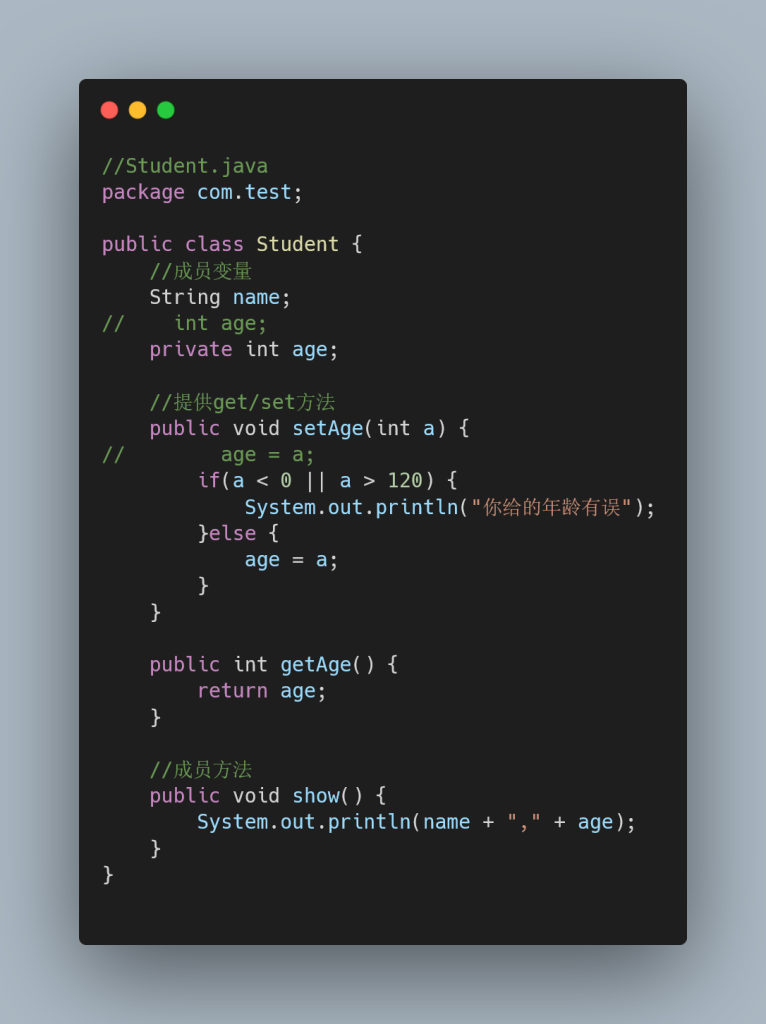 //Student.java
package com.test;
public class Student {
    //成员变量
    String name;
//    int age;
    private int age;
    //提供get/set方法
    public void setAge(int a) {
//        age = a;
        if(a < 0 || a > 120) {
            System.out.println("你给的年龄有误");
        }else {
            age = a;
        }
    }
    public int getAge() {
        return age;
    }
    //成员方法
    public void show() {
        System.out.println(name + "," + age);
    }
}